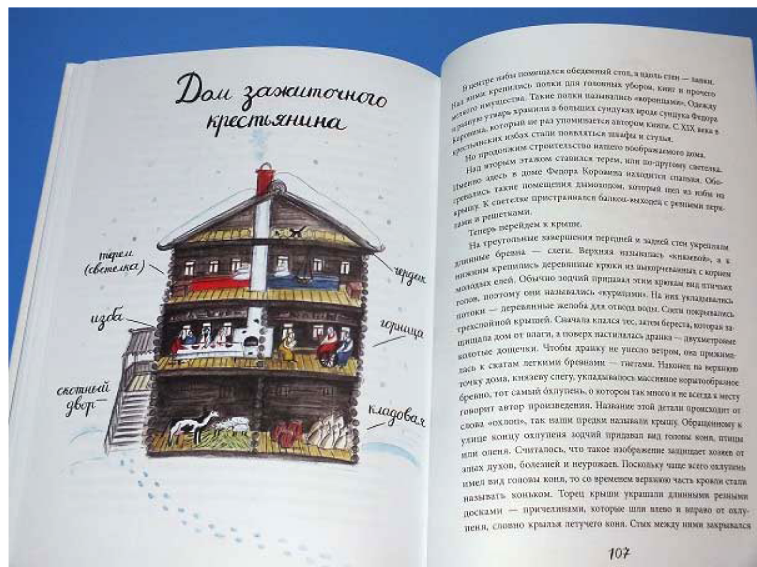 Дом зажиточного
крестьянина
терем
(светелка)
чердак
изба
горница
скотный
двор
кладовая
В центре избы помещался обеденный стол, а вдоль стен — лавки.
Над ними крепились полки для головных уборов, книг и прочего
мелкого имущества. Такие полки назывались «воронцами». Одежду
и разную утварь хранили в больших сундуках вроде сундука Федора
Коровина, который не раз упоминается автором книги. С XIX века в
крестьянских избах стали появляться шкафы и стулья.
Но продолжим строительство нашего воображаемого дома.
Над вторым этажом ставился терем, или по-другому светелка.
Именно здесь в доме Федора Коровина находится спальня. Обо-
гревались такие помещения дымоходом, который шел из избы на
крышу. К светелке пристраивался балкон-выходец с резными пери-
лами и решетками.
Теперь перейдем к крыше.
На треугольные завершения передней и задней стен укрепляли
длинные бревна — слеги. Верхняя называлась «князевой», а к
нижним крепились деревянные крюки из выкорчеванных с корнем
молодых елей. Обычно зодчий придавал этим крюкам вид птичьих
голов, поэтому они назывались «курицами». На них укладывались
потоки — деревянные желоба для отвода воды. Слеги покрывались
трехслойной крышей. Сначала клался тес, затем береста, которая за-
щищала дом от влаги, а поверх настилалась дранка — двухметровые
колотые дощечки. Чтобы дранку не унесло ветром, она прижима-
лась к скатам легкими бревнами — гнетами. Наконец на верхнюю
точку дома, князеву слегу, укладывалось массивное корытообразное
бревно, тот самый охлупень, о котором так много и не всегда к месту
говорит автор произведения. Название этой детали происходит от
слова «охлоп», так наши предки называли крышу. Обращенному к
улице концу охлупеня зодчий придавал вид головы коня, птицы
или оленя. Считалось, что такое изображение защищает хозяев от
злых духов, болезней и неурожаев. Поскольку чаще всего охлупень
имел вид головы коня, то со временем верхнюю часть кровли стали
называть коньком. Торец крыши украшали длинными резными
досками — причелинами, которые шли влево и вправо от охлу-
пеня, словно крылья летучего коня. Стык между ними закрывался
107